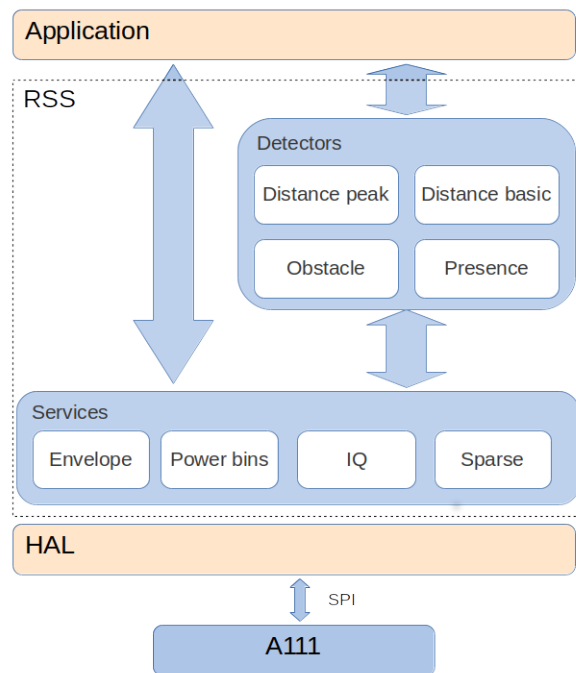 Application
RSS
Detectors
Distance peak
Distance basic
Obstacle
Presence
Services
Envelope
Power bins
IQ
Sparse
HAL
SPI
A111